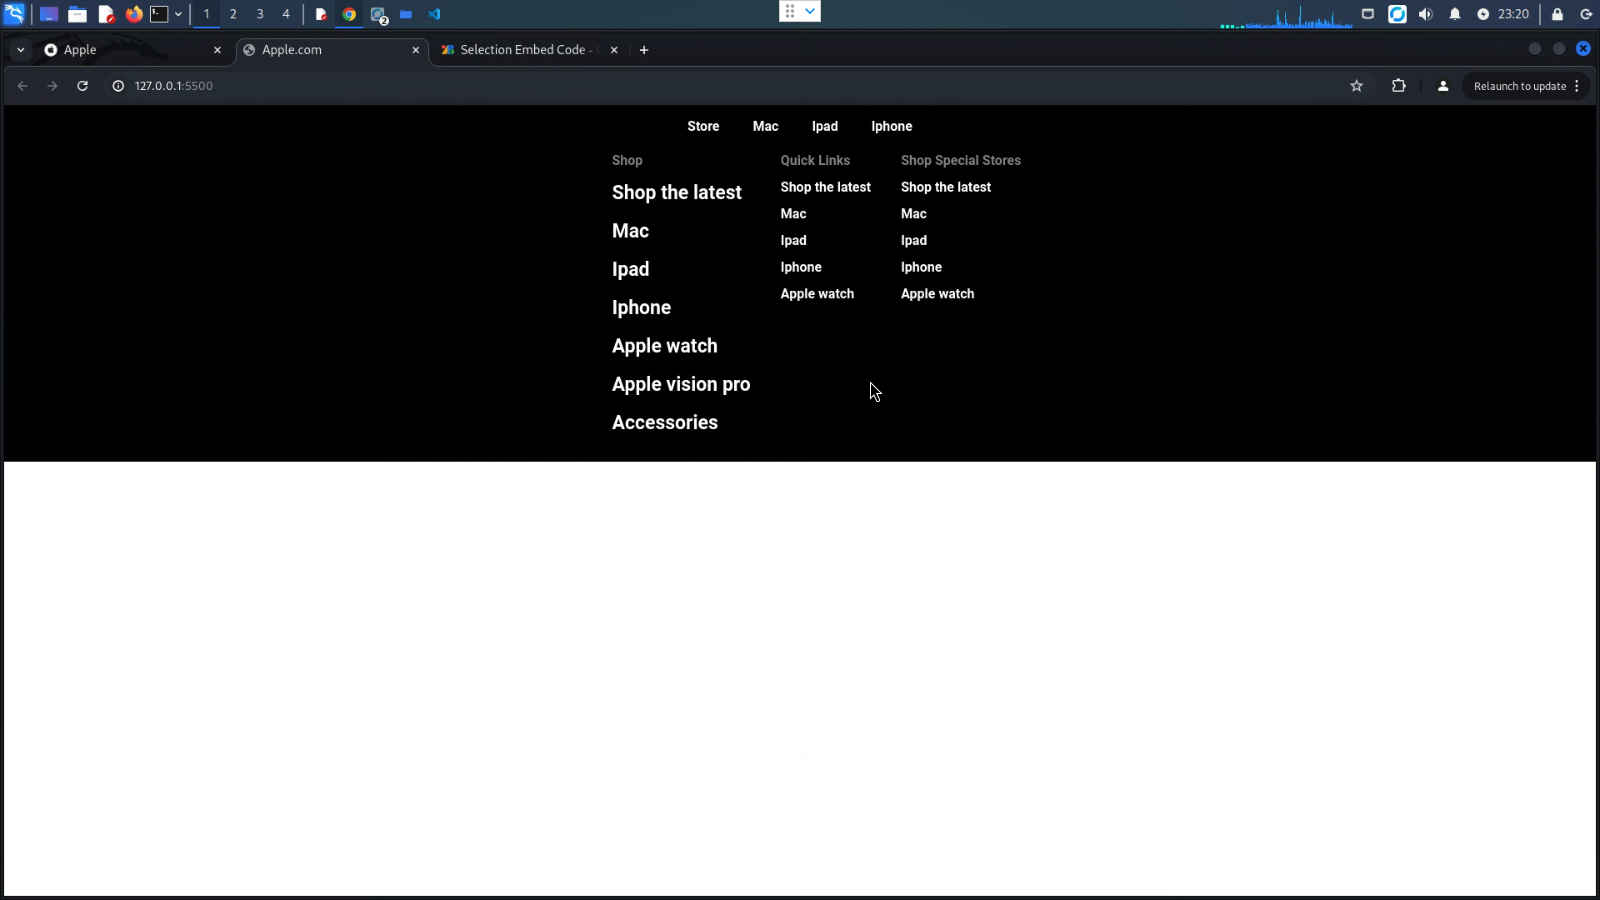 1 2 3 4 2 23:20
Apple Apple.com Selection Embed Code -
127.0.0.1:5500 Relaunch to update
Store Mac Ipad Iphone
Shop Quick Links Shop Special Stores
Shop the latest Shop the latest Shop the latest
Mac Mac Mac
Ipad Ipad Ipad
Iphone Iphone Iphone
Apple watch Apple watch Apple watch
Apple vision pro
Accessories